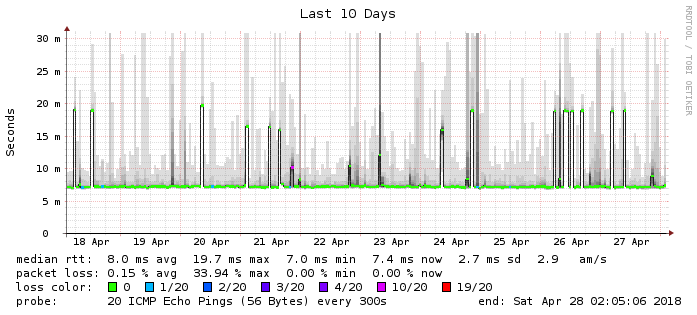 Last 10 Days
RRDTOOL / TOBI OETIKER
Seconds
30 m
25 m
20 m
15 m
10 m
5 m
0
18 Apr 19 Apr 20 Apr 21 Apr 22 Apr 23 Apr 24 Apr 25 Apr 26 Apr 27 Apr
median rtt: 8.0 ms avg 19.7 ms max 7.0 ms min 7.4 ms now 2.7 ms sd 2.9 am/s
packet loss: 0.15 % avg 33.94 % max 0.00 % min 0.00 % now
loss color: 0 1/20 2/20 3/20 4/20 10/20 19/20
probe: 20 ICMP Echo Pings (56 Bytes) every 300s end: Sat Apr 28 02:05:06 2018